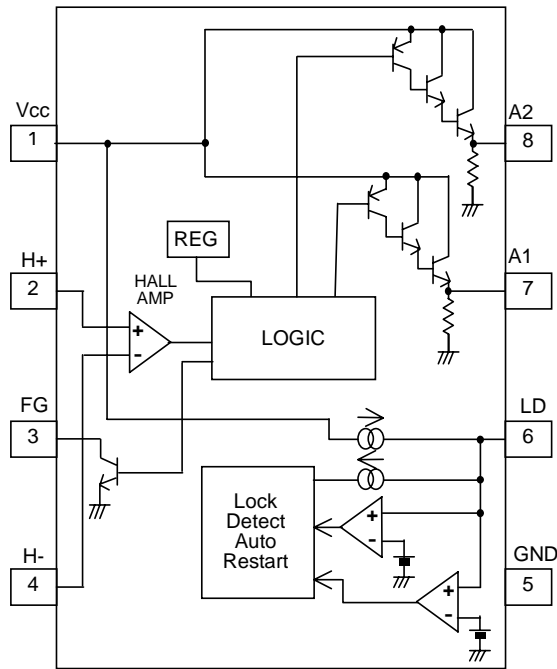 Vcc
1
A2
8
REG
H+
2
HALL
AMP
A1
7
LOGIC
+
-
FG
3
LD
6
Lock
Detect
Auto
Restart
+
-
H-
4
GND
5
+
-